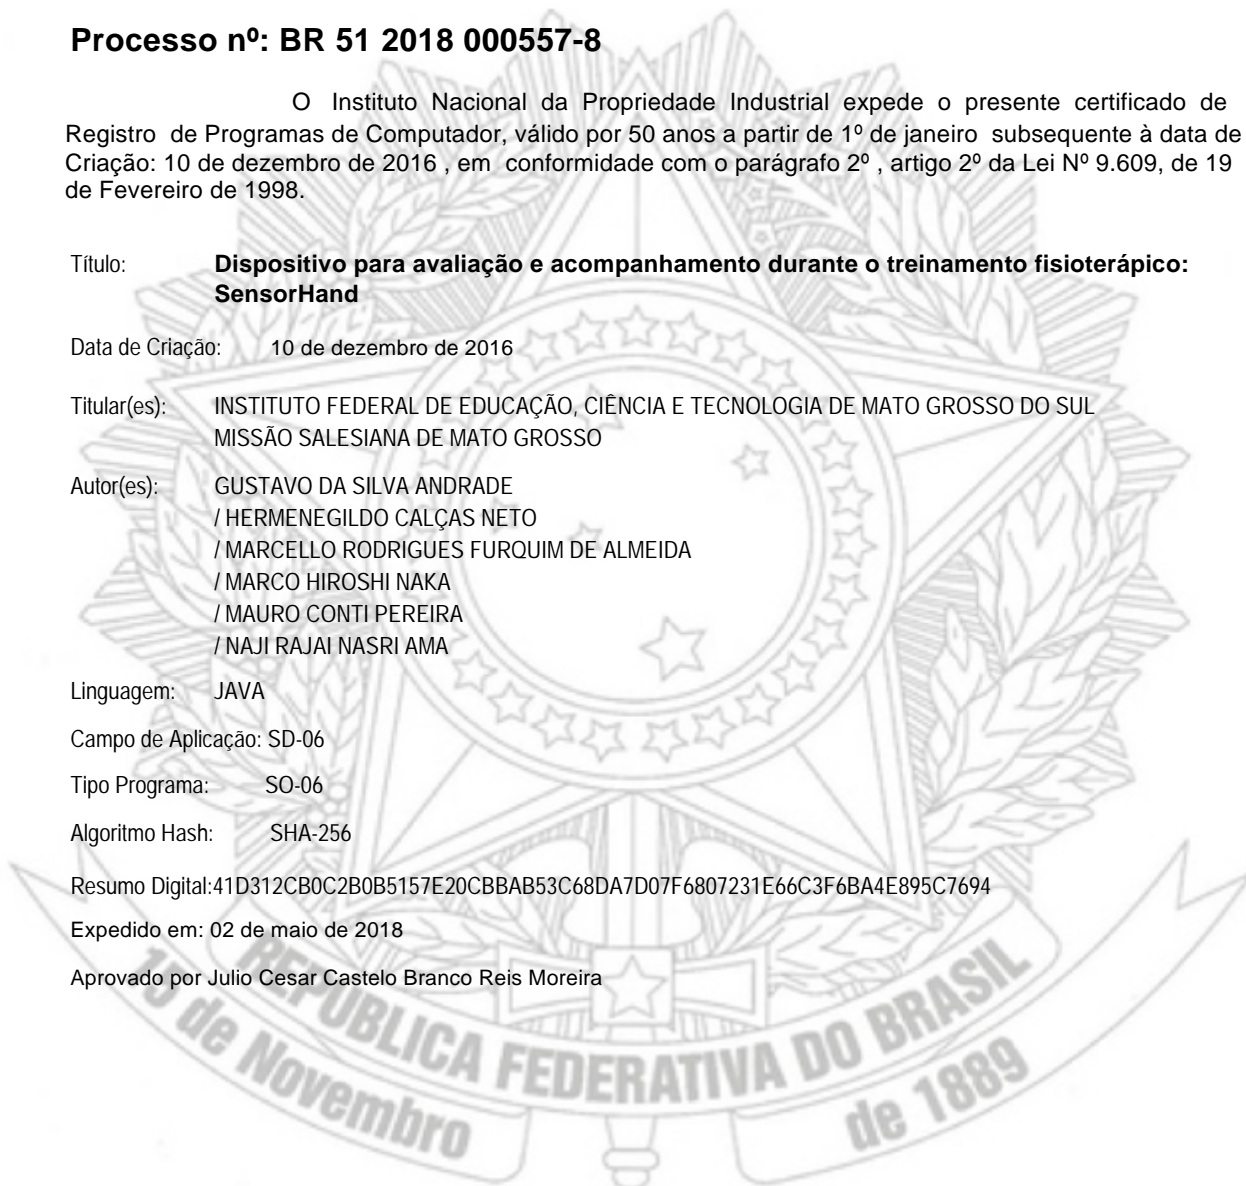 Processo nº: BR 51 2018 000557-8
O Instituto Nacional da Propriedade Industrial expede o presente certificado de
Registro de Programas de Computador, válido por 50 anos a partir de 1º de janeiro subsequente à data de
Criação: 10 de dezembro de 2016 , em conformidade com o parágrafo 2º , artigo 2º da Lei Nº 9.609, de 19
de Fevereiro de 1998.
Título: Dispositivo para avaliação e acompanhamento durante o treinamento fisioterápico:
SensorHand
Data de Criação: 10 de dezembro de 2016
Titular(es): INSTITUTO FEDERAL DE EDUCAÇÃO, CIÊNCIA E TECNOLOGIA DE MATO GROSSO DO SUL
MISSÃO SALESIANA DE MATO GROSSO
Autor(es): GUSTAVO DA SILVA ANDRADE
/ HERMENEGILDO CALÇAS NETO
/ MARCELLO RODRIGUES FURQUIM DE ALMEIDA
/ MARCO HIROSHI NAKA
/ MAURO CONTI PEREIRA
/ NAJI RAJAI NASRI AMA
Linguagem: JAVA
Campo de Aplicação: SD-06
Tipo Programa: SO-06
Algoritmo Hash: SHA-256
Resumo Digital:41D312CB0C2B0B5157E20CBBAB53C68DA7D07F6807231E66C3F6BA4E895C7694
Expedido em: 02 de maio de 2018
Aprovado por Julio Cesar Castelo Branco Reis Moreira
REPÚBLICA FEDERATIVA DO BRASIL
15 de Novembro de 1889